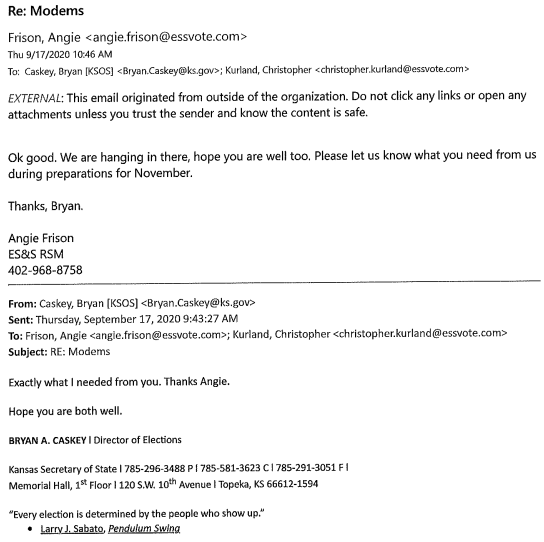 Re: Modems
Frison, Angie <angie.frison@essvote.com>
Thu 9/17/2020 10:46 AM
To: Caskey, Bryan [KSOS] <Bryan.Caskey@ks.gov>; Kurland, Christopher <christopher.kurland@essvote.com>
EXTERNAL: This email originated from outside of the organization. Do not click any links or open any
attachments unless you trust the sender and know the content is safe.
Ok good. We are hanging in there, hope you are well too. Please let us know what you need from us
during preparations for November.
Thanks, Bryan.
Angie Frison
ES&S RSM
402-968-8758
From: Caskey, Bryan [KSOS] <Bryan.Caskey@ks.gov>
Sent: Thursday, September 17, 2020 9:43:27 AM
To: Frison, Angie <angie.frison@essvote.com>; Kurland, Christopher <christopher.kurland@essvote.com>
Subject: RE: Modems
Exactly what I needed from you. Thanks Angie.
Hope you are both well.
BRYAN A. CASKEY I Director of Elections
Kansas Secretary of State I 785-296-3488 P I 785-581-3623 C I 785-291-3051 F I
Memorial Hall, 1st Floor I 120 S.W. 10th Avenue I Topeka, KS 66612-1594
"Every election is determined by the people who show up."
• Larry J. Sabato, Pendulum Swing